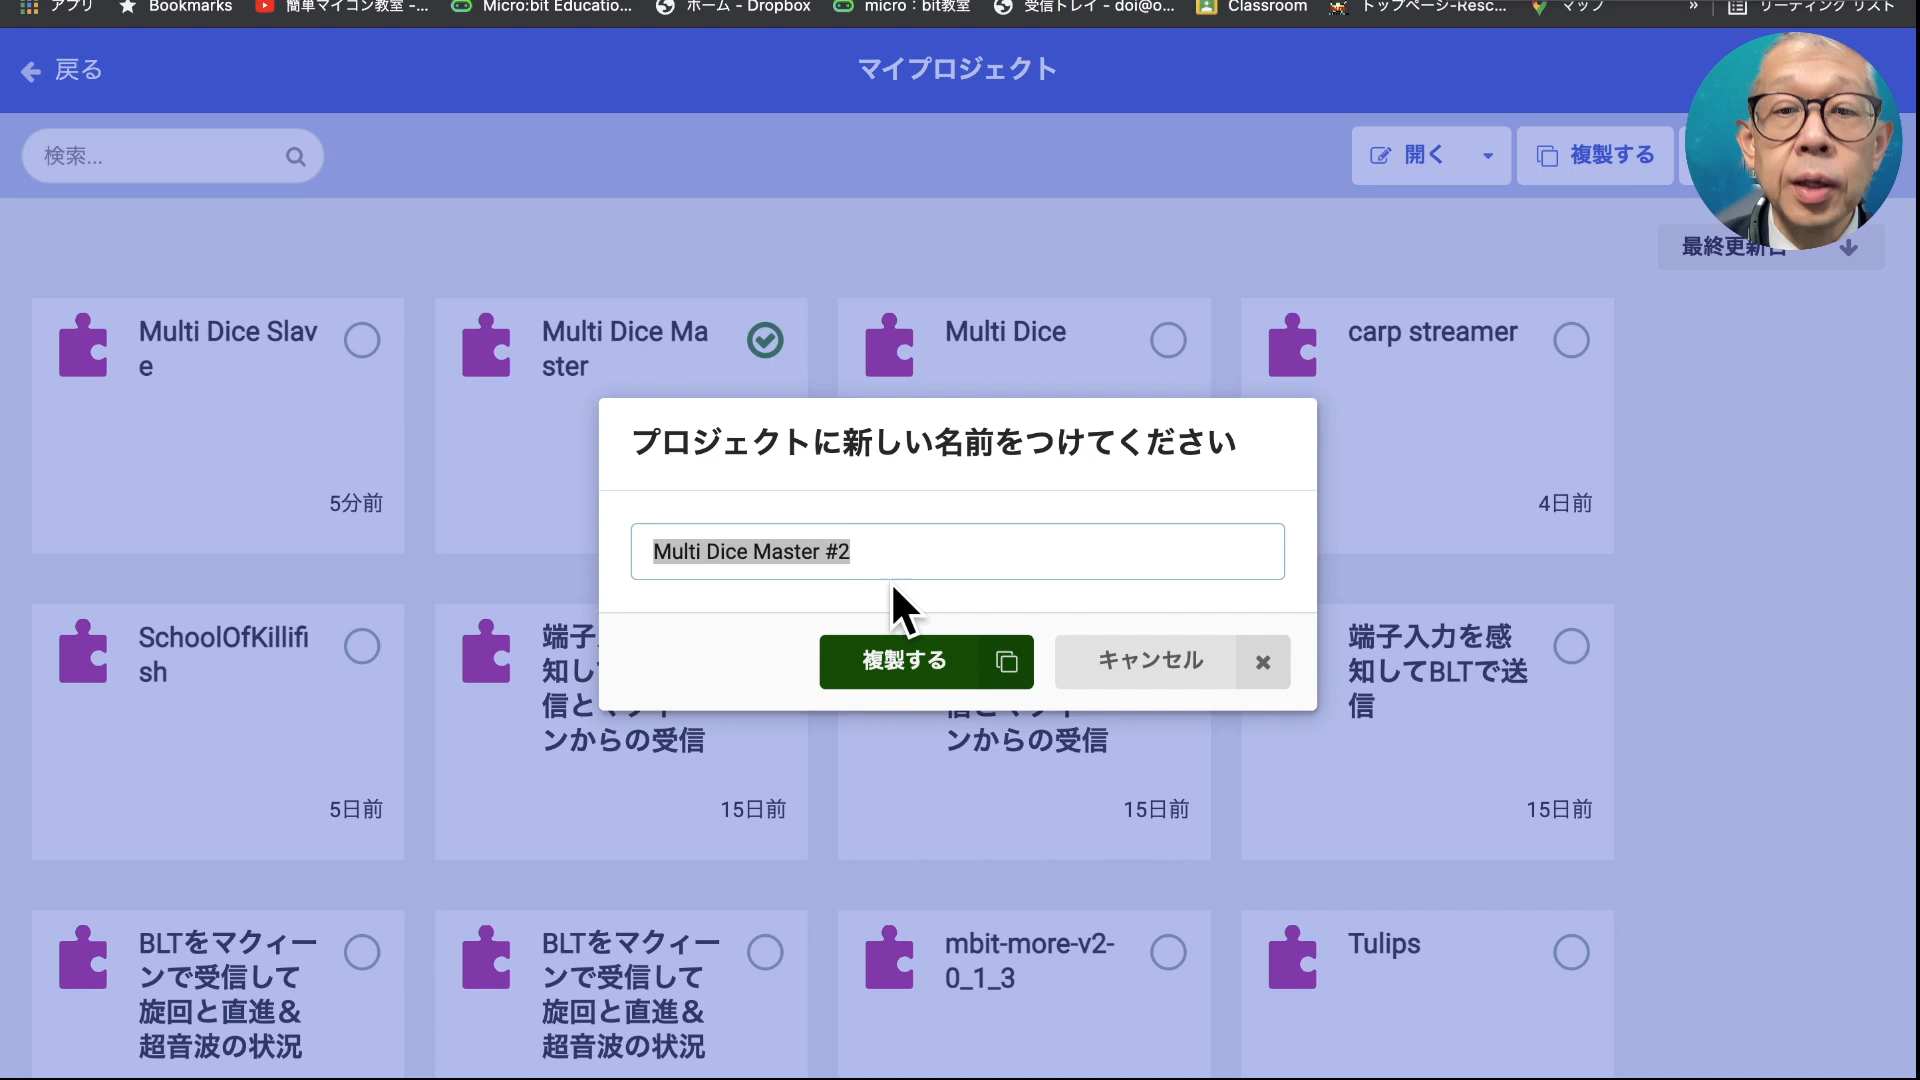 アプリ Bookmarks 簡単マイコン教室 -... Micro:bit Educatio... ホーム - Dropbox micro：bit教室 受信トレイ - doi@o... Classroom トップページ-Resc... マップ » リーディング リスト
戻る マイプロジェクト
検索... 開く 複製する
最終更新日
Multi Dice Slav
e
5分前
Multi Dice Ma
ster
Multi Dice
carp streamer
4日前
プロジェクトに新しい名前をつけてください
Multi Dice Master #2
複製する キャンセル
SchoolOfKillifi
sh
5日前
端子
知し
信と
ンからの受信
15日前
ンからの受信
15日前
端子入力を感
知してBLTで送
信
15日前
BLTをマクィー
ンで受信して
旋回と直進＆
超音波の状況
BLTをマクィー
ンで受信して
旋回と直進＆
超音波の状況
mbit-more-v2-
0_1_3
Tulips